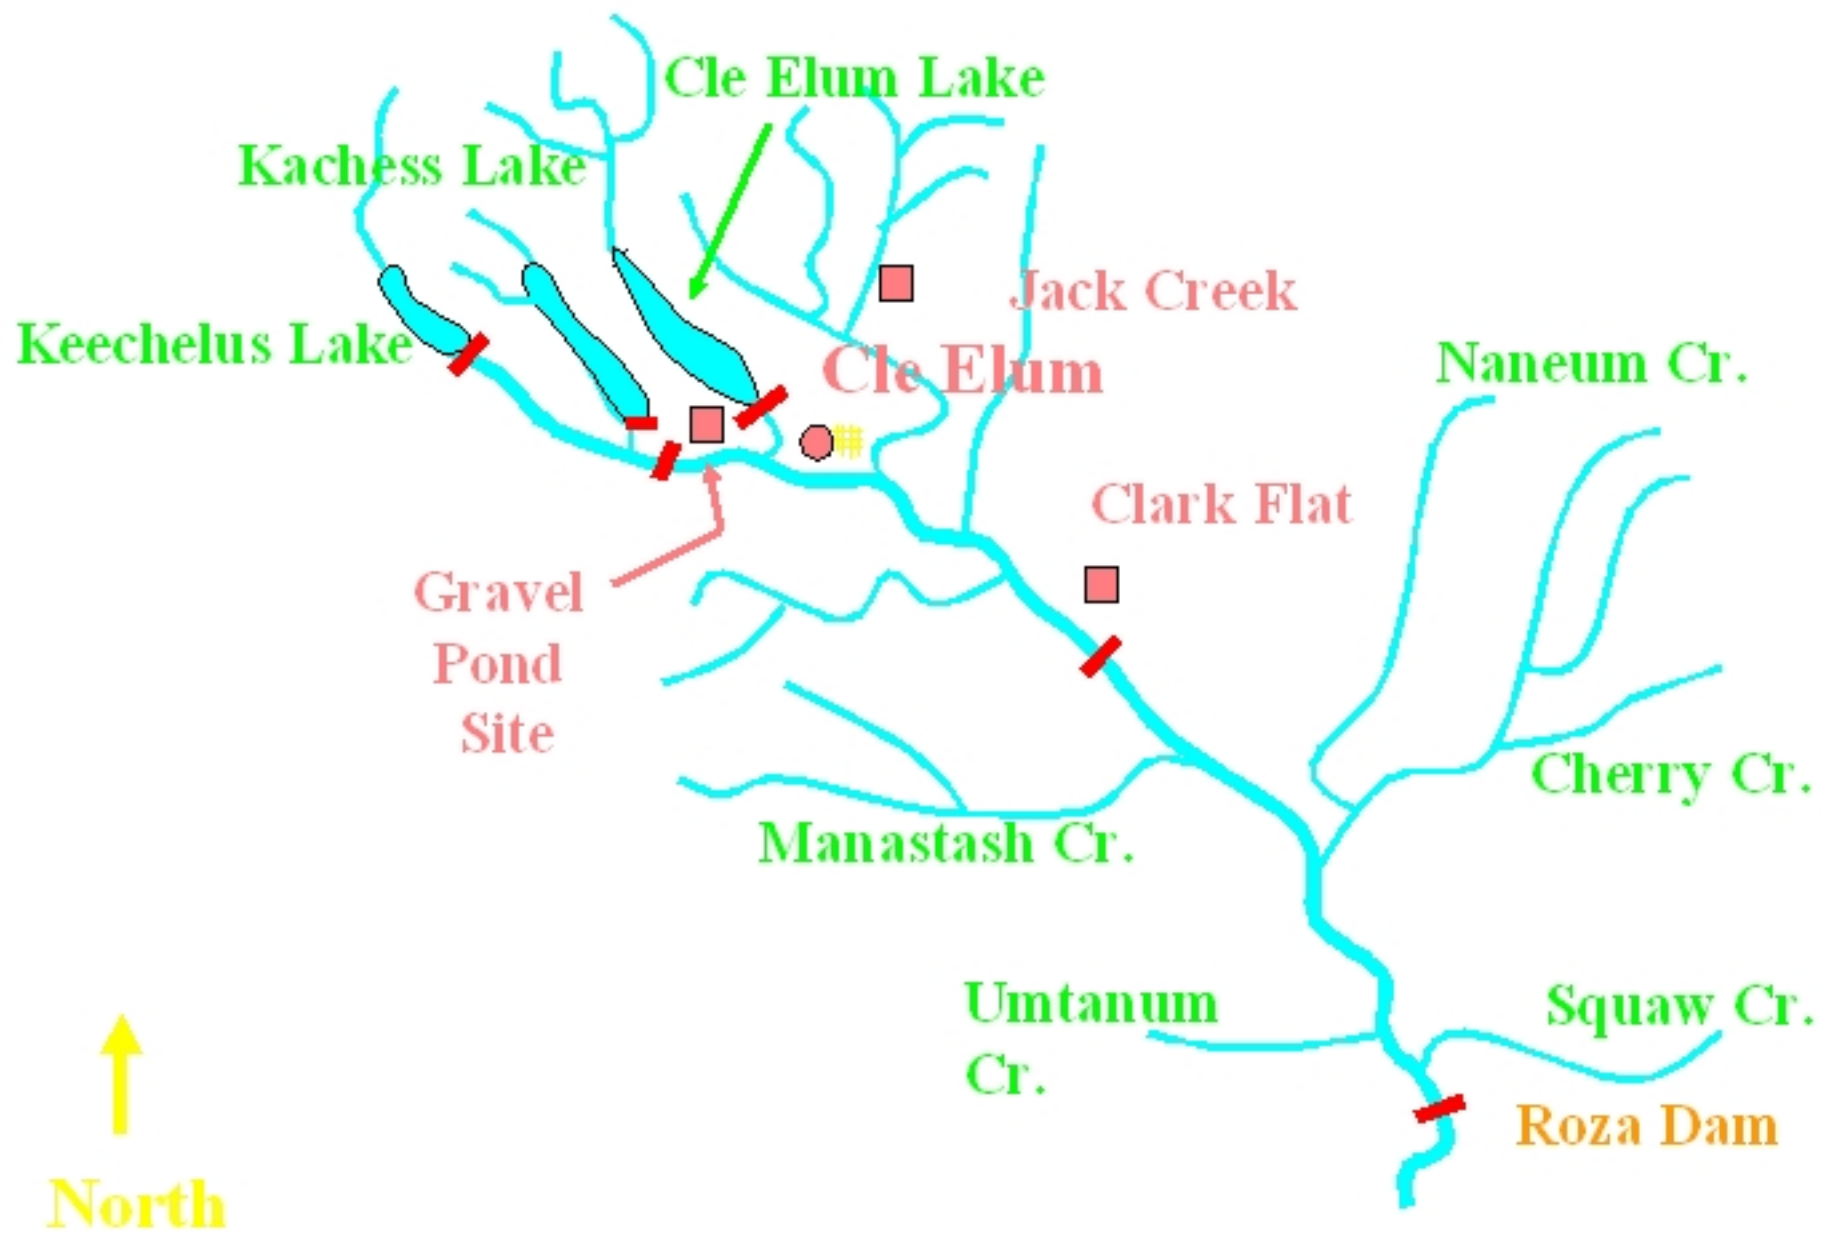 Cle Elum Lake
Kachess Lake
Jack Creek
Keechelus Lake
Cle Elum
Naneum Cr.
Clark Flat
Gravel
Pond
Site
Cherry Cr.
Manastash Cr.
Umtanum
Cr.
Squaw Cr.
Roza Dam
North